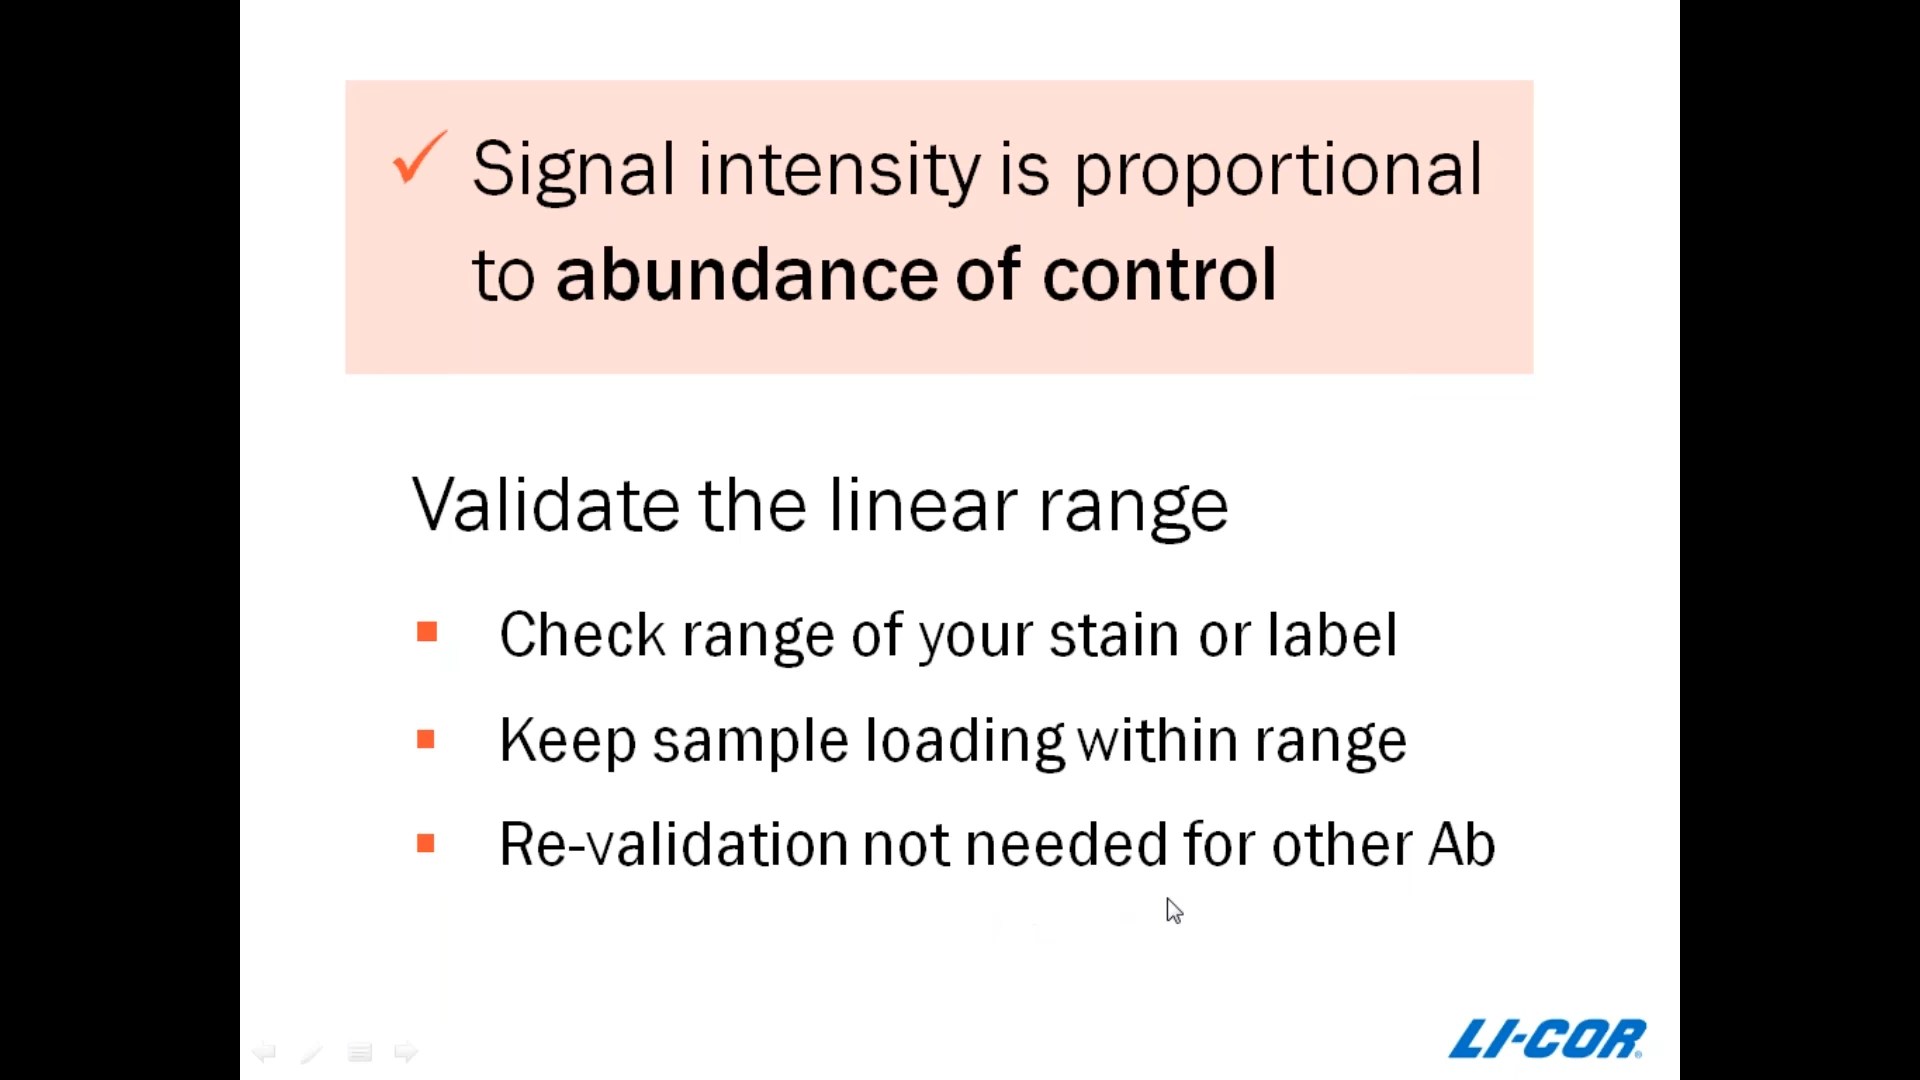 Signal intensity is proportional
to abundance of control
Validate the linear range
Check range of your stain or label
Keep sample loading within range
Re-validation not needed for other Ab
LI-COR®